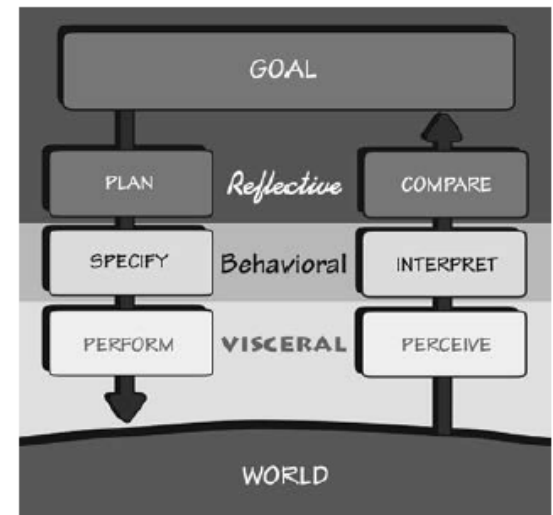 GOAL
PLAN
Reflective
COMPARE
SPECIFY
Behavioral
INTERPRET
PERFORM
VISCERAL
PERCEIVE
WORLD